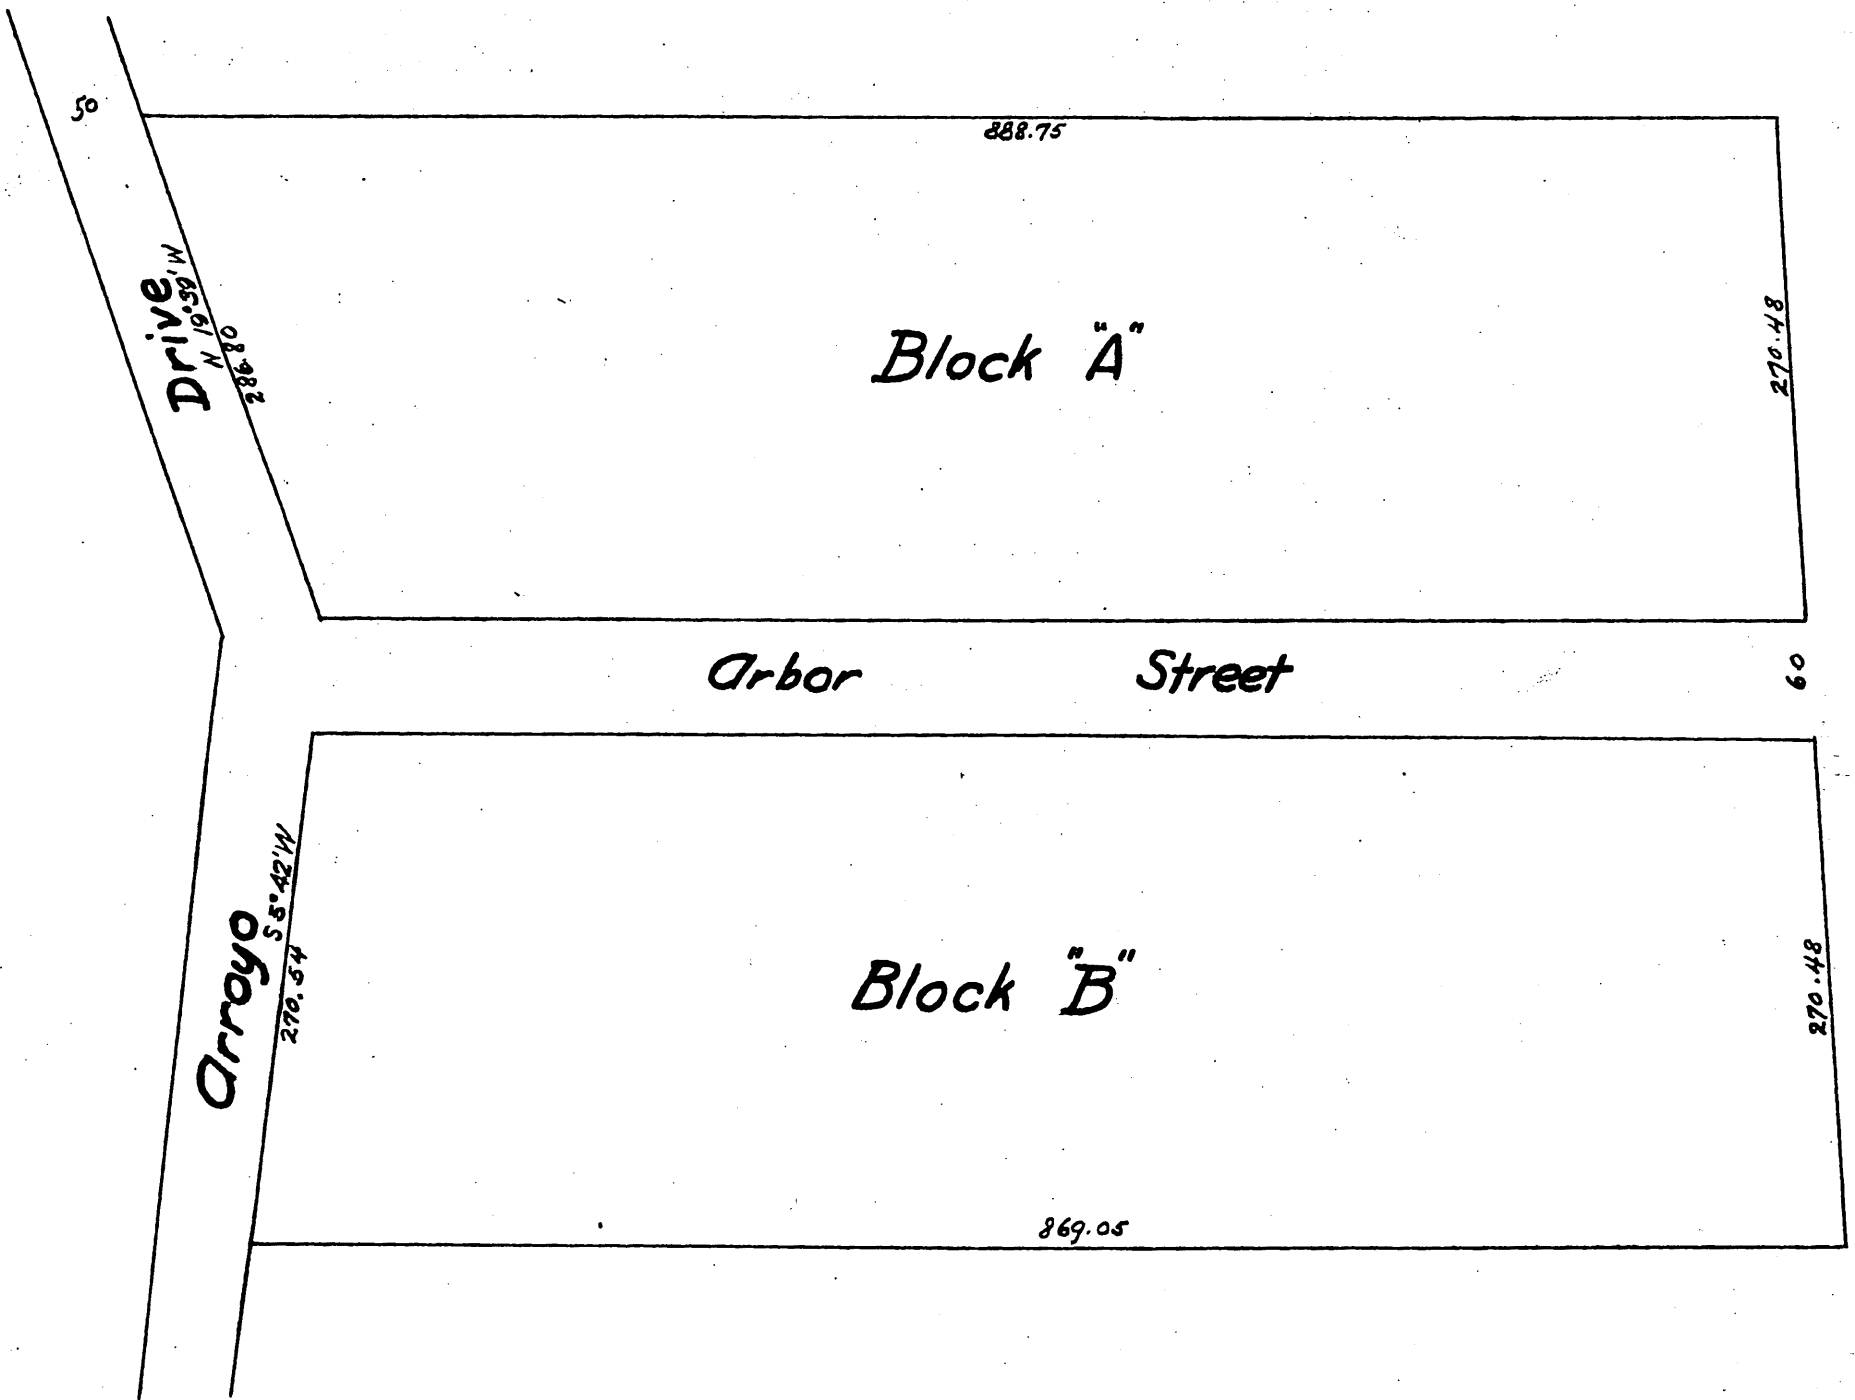 50
888.75
Drive
N 19°39'W
286.80
Block "A"
270.48
Arbor Street
60
Arroyo
S 5°42'W
270.54
Block "B"
270.48
869.05